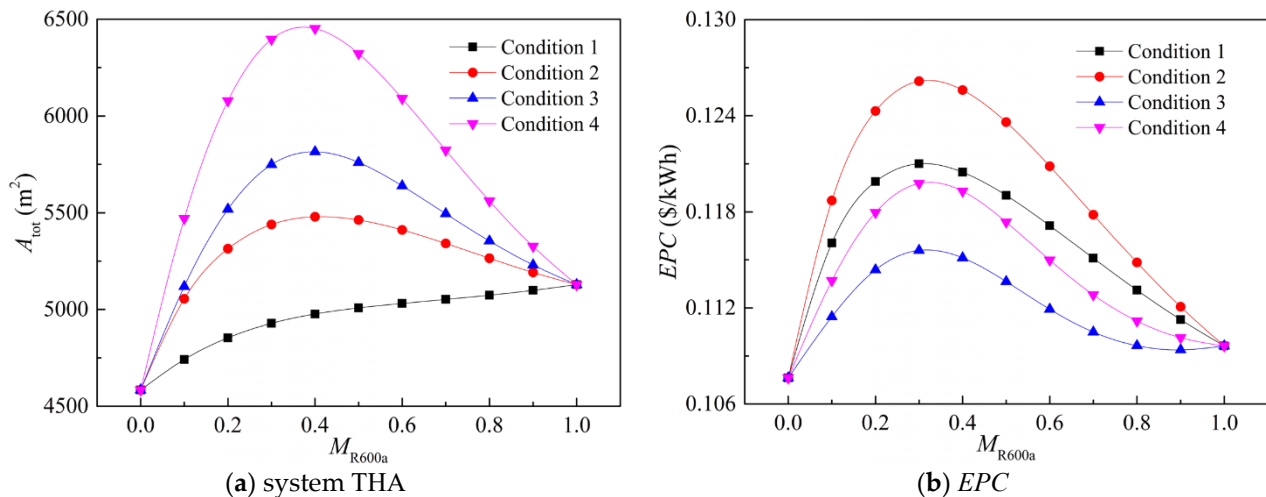 6500
6000
5500
5000
4500
A_tot (m²)
0.0 0.2 0.4 0.6 0.8 1.0
M_R600a
Condition 1
Condition 2
Condition 3
Condition 4
(a) system THA
0.130
0.124
0.118
0.112
0.106
EPC ($/kWh)
0.0 0.2 0.4 0.6 0.8 1.0
M_R600a
Condition 1
Condition 2
Condition 3
Condition 4
(b) EPC